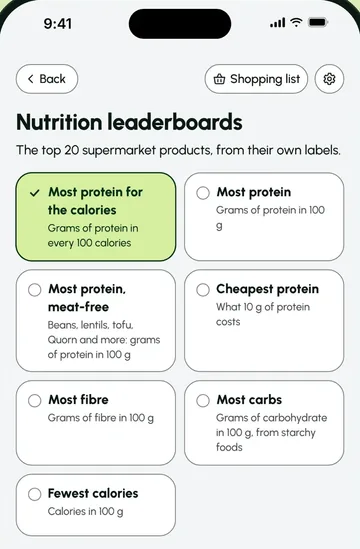 9:41
Back
Shopping list
Nutrition leaderboards
The top 20 supermarket products, from their own labels.
Most protein for
the calories
Grams of protein in
every 100 calories
Most protein
Grams of protein in 100
g
Most protein,
meat-free
Beans, lentils, tofu,
Quorn and more: grams
of protein in 100 g
Cheapest protein
What 10 g of protein
costs
Most fibre
Grams of fibre in 100 g
Most carbs
Grams of carbohydrate
in 100 g, from starchy
foods
Fewest calories
Calories in 100 g